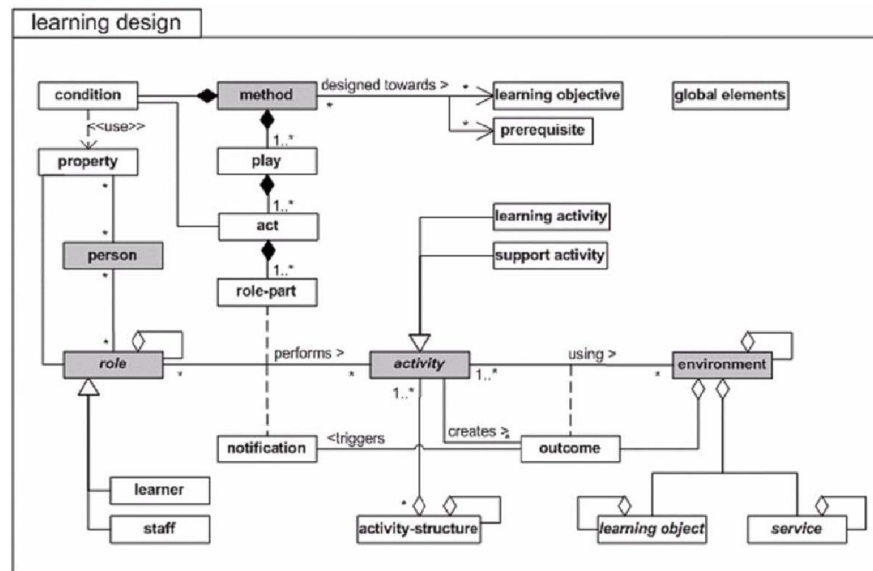 learning design
condition
method
designed towards >
*
*
learning objective
global elements
<<use>>
1..*
*
prerequisite
property
play
*
1..*
learning activity
*
act
person
support activity
*
1..*
role-part
*
performs >
using >
role
*
*
activity
1..*
*
environment
1..*
notification
<triggers
creates >
*
outcome
learner
*
staff
activity-structure
learning object
service